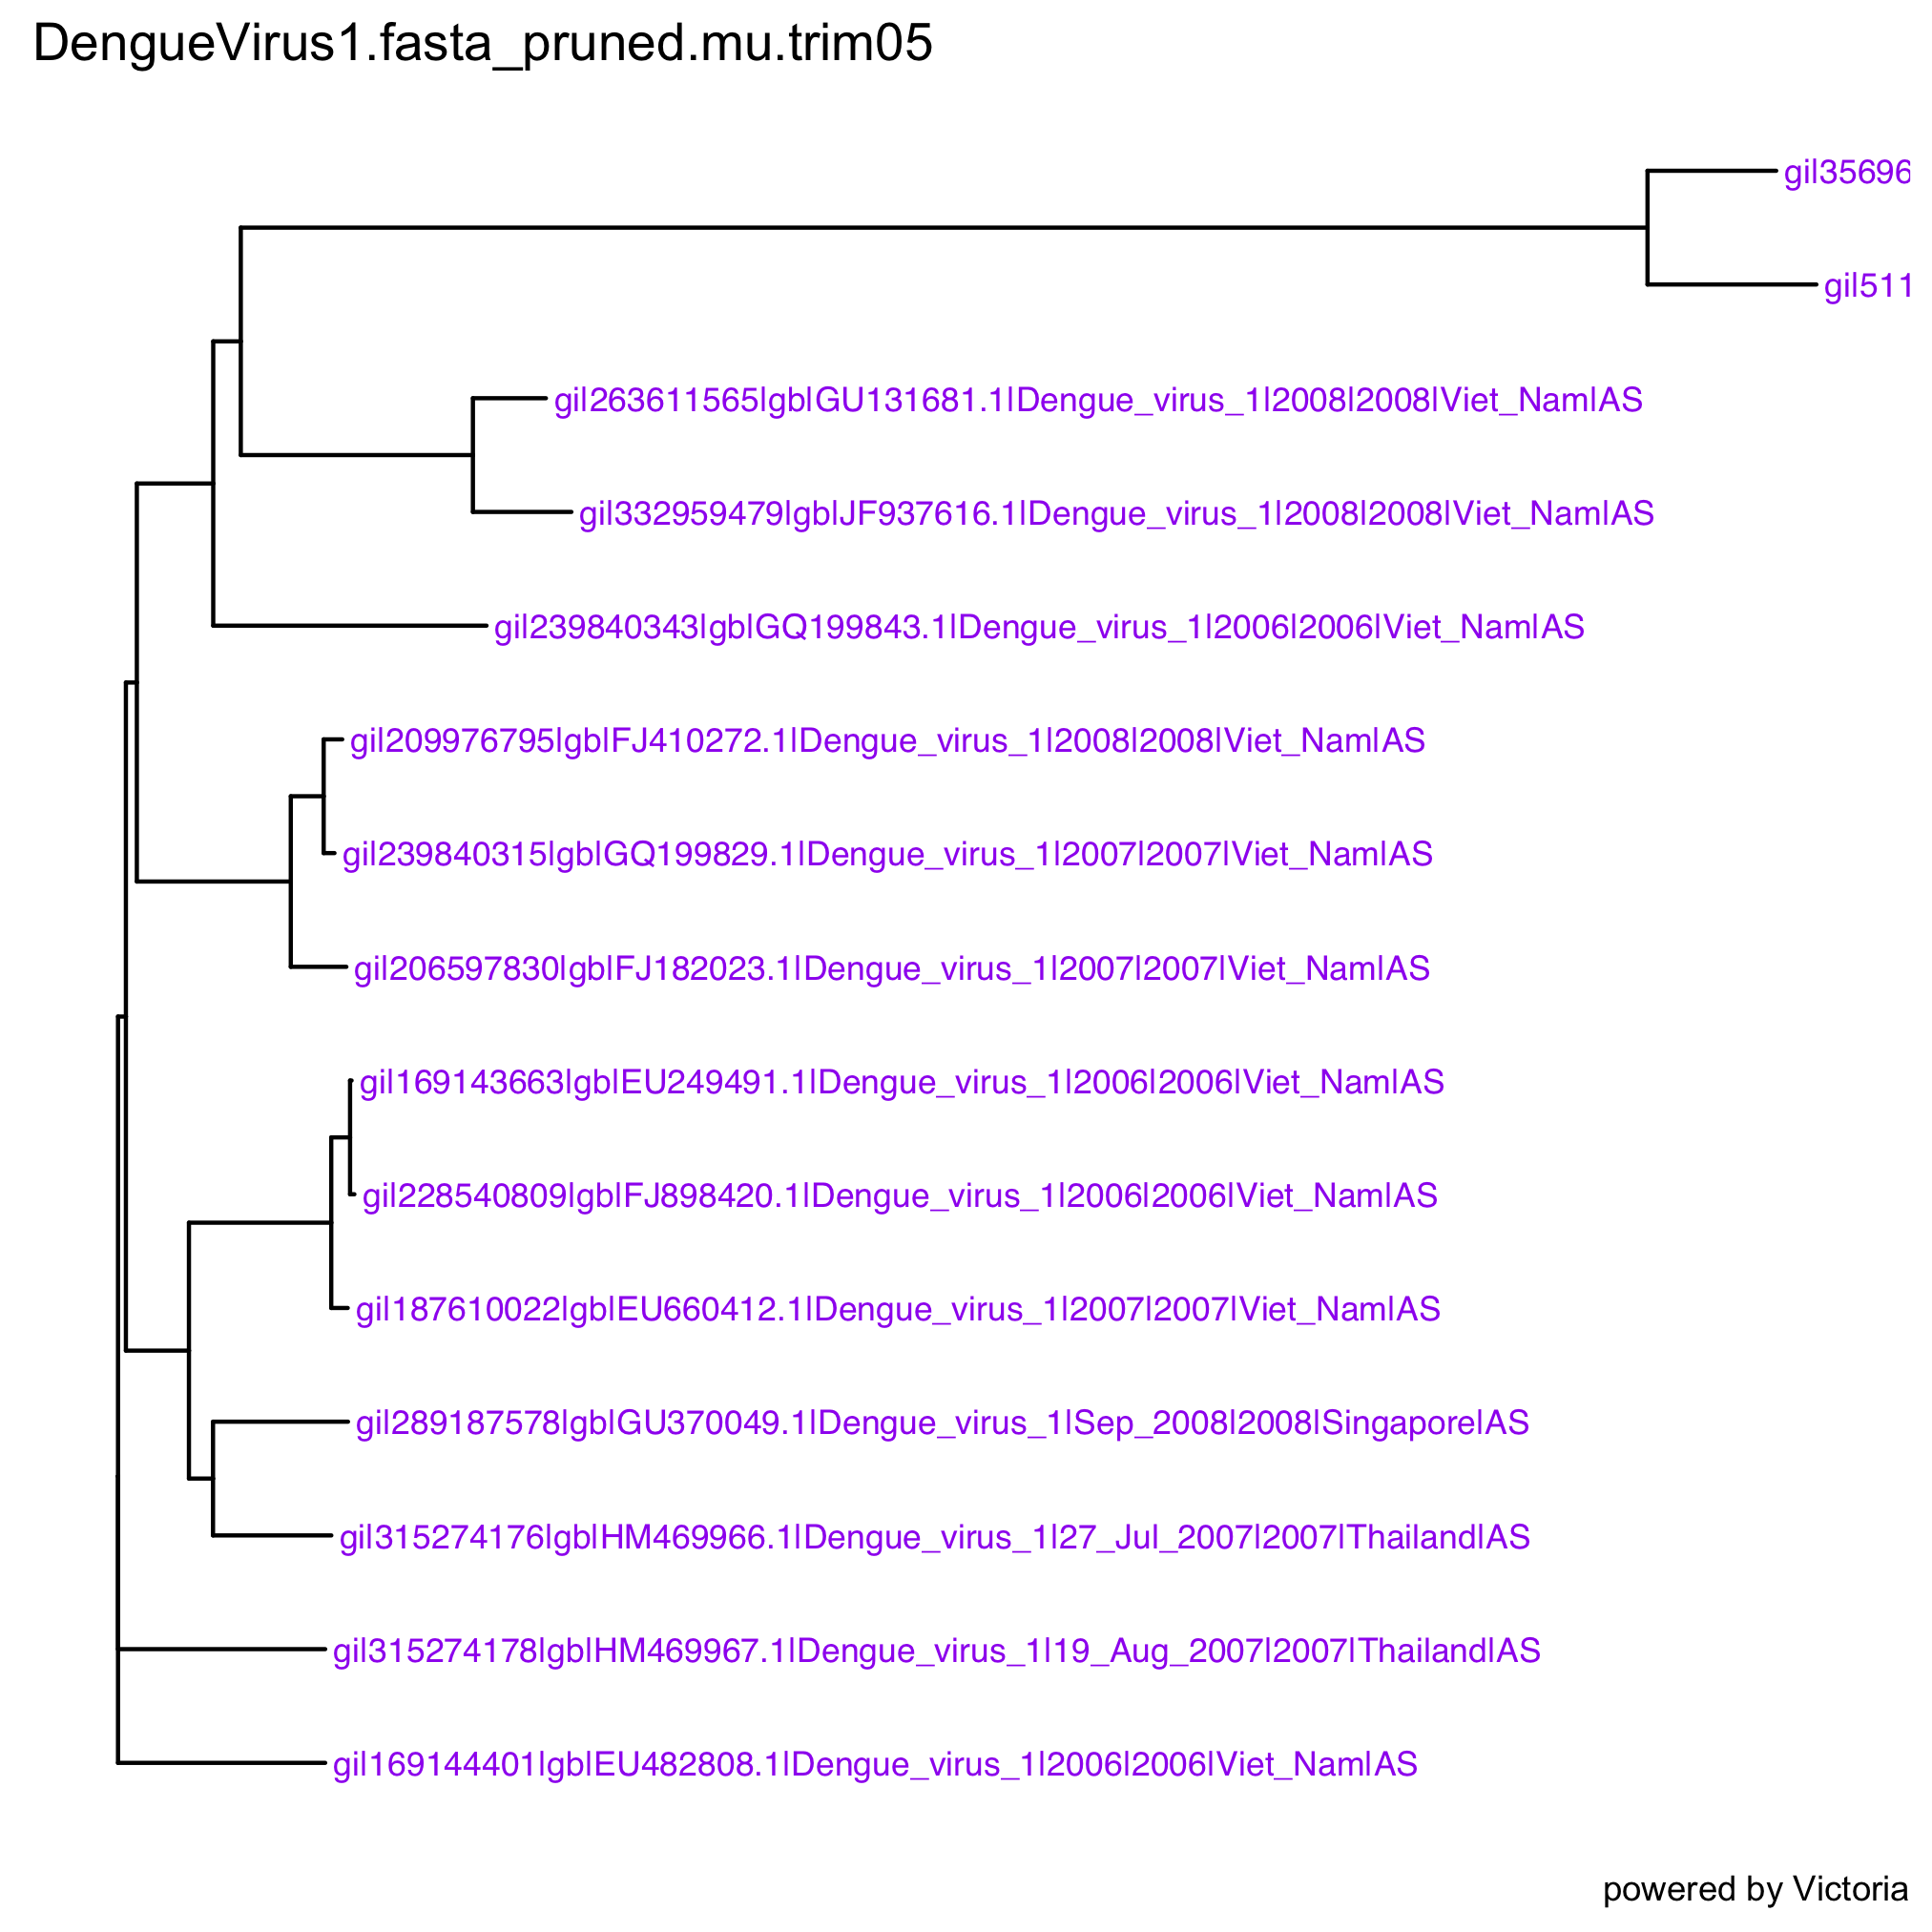 DengueVirus1.fasta_pruned.mu.trim05
gi|35696
gi|511
gi|263611565|gb|GU131681.1|Dengue_virus_1|2008|2008|Viet_Nam|AS
gi|332959479|gb|JF937616.1|Dengue_virus_1|2008|2008|Viet_Nam|AS
gi|239840343|gb|GQ199843.1|Dengue_virus_1|2006|2006|Viet_Nam|AS
gi|209976795|gb|FJ410272.1|Dengue_virus_1|2008|2008|Viet_Nam|AS
gi|239840315|gb|GQ199829.1|Dengue_virus_1|2007|2007|Viet_Nam|AS
gi|206597830|gb|FJ182023.1|Dengue_virus_1|2007|2007|Viet_Nam|AS
gi|169143663|gb|EU249491.1|Dengue_virus_1|2006|2006|Viet_Nam|AS
gi|228540809|gb|FJ898420.1|Dengue_virus_1|2006|2006|Viet_Nam|AS
gi|187610022|gb|EU660412.1|Dengue_virus_1|2007|2007|Viet_Nam|AS
gi|289187578|gb|GU370049.1|Dengue_virus_1|Sep_2008|2008|Singapore|AS
gi|315274176|gb|HM469966.1|Dengue_virus_1|27_Jul_2007|2007|Thailand|AS
gi|315274178|gb|HM469967.1|Dengue_virus_1|19_Aug_2007|2007|Thailand|AS
gi|169144401|gb|EU482808.1|Dengue_virus_1|2006|2006|Viet_Nam|AS
powered by Victoria